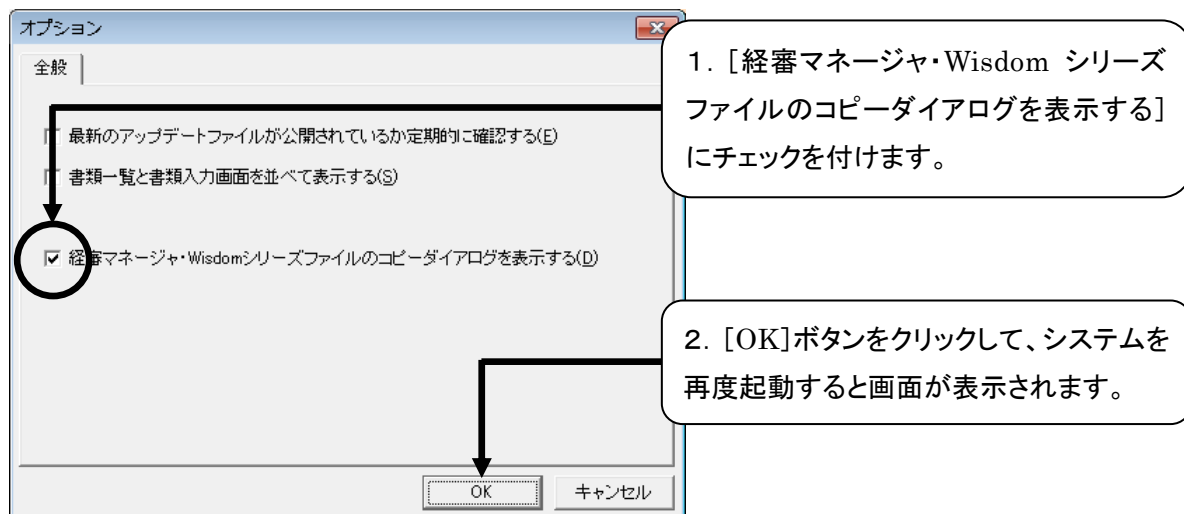 オプション
全般
最新のアップデートファイルが公開されているか定期的に確認する(E)
書類一覧と書類入力画面を並べて表示する(S)
経審マネージャ・Wisdomシリーズファイルのコピーダイアログを表示する(D)
OK
キャンセル
1. [経審マネージャ・Wisdom シリーズ
ファイルのコピーダイアログを表示する]
にチェックを付けます。
2. [OK]ボタンをクリックして、システムを
再度起動すると画面が表示されます。